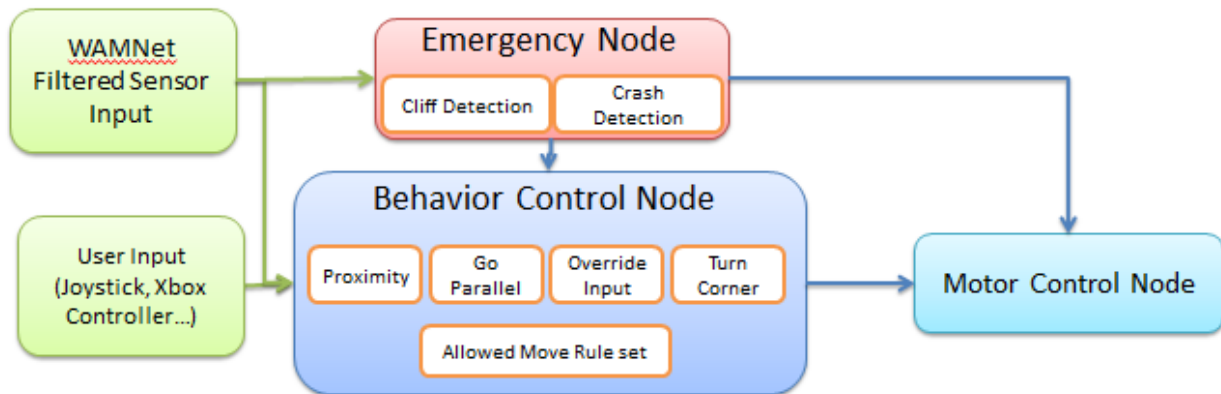 WAMNet
Filtered Sensor
Input
Emergency Node
Cliff Detection
Crash
Detection
Behavior Control Node
User Input
(Joystick, Xbox
Controller...)
Proximity
Go
Parallel
Override
Input
Turn
Corner
Allowed Move Rule set
Motor Control Node